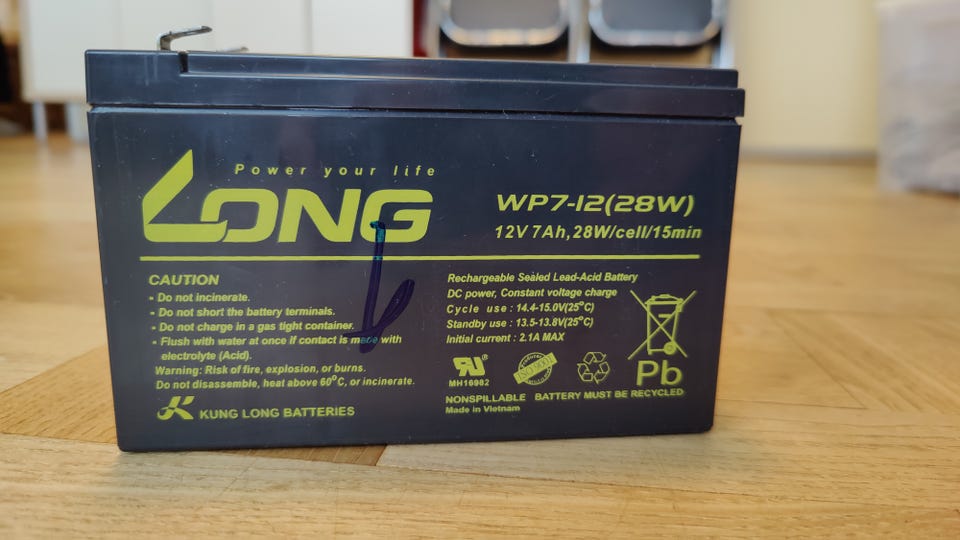 Power your life
LONG
WP7-12(28W)
12V 7Ah,28W/cell/15min
CAUTION
• Do not incinerate.
• Do not short the battery terminals.
• Do not charge in a gas tight container.
• Flush with water at once if contact is made with
electrolyte (Acid).
Warning: Risk of fire, explosion, or burns.
Do not disassemble, heat above 60°C, or incinerate.
KUNG LONG BATTERIES
Rechargeable Sealed Lead-Acid Battery
DC power, Constant voltage charge
Cycle use : 14.4-15.0V(25°C)
Standby use : 13.5-13.8V(25°C)
Initial current : 2.1A MAX
MH16982
ISO 9001
Pb
NONSPILLABLE BATTERY MUST BE RECYCLED
Made in Vietnam